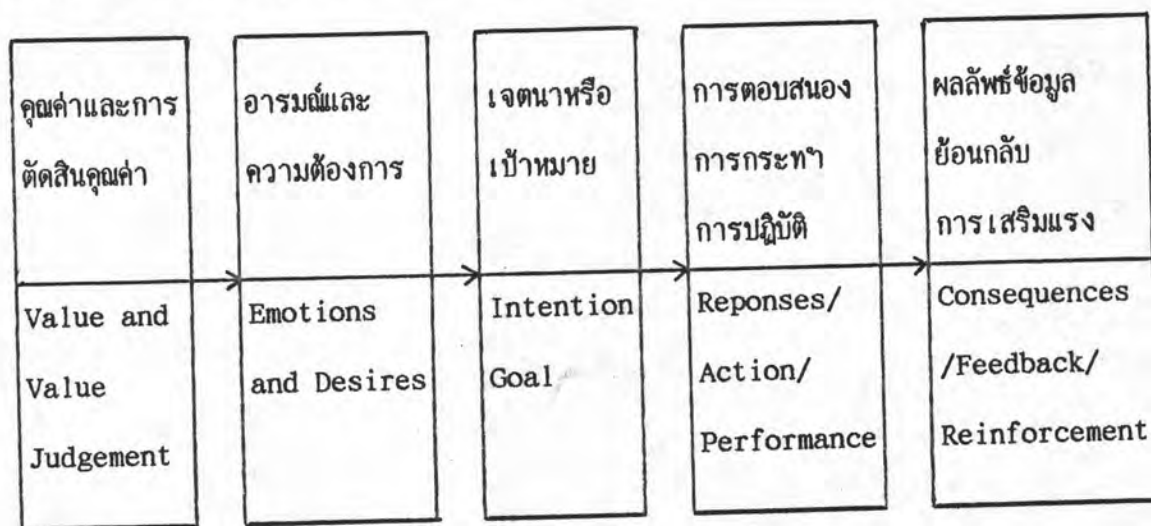 คุณค่าและการ
ตัดสินคุณค่า
Value and
Value
Judgement
อารมณ์และ
ความต้องการ
Emotions
and Desires
เจตนาหรือ
เป้าหมาย
Intention
Goal
การตอบสนอง
การกระทำ
การปฏิบัติ
Reponses/
Action/
Performance
ผลลัพธ์ข้อมูล
ย้อนกลับ
การเสริมแรง
Consequences
/Feedback/
Reinforcement